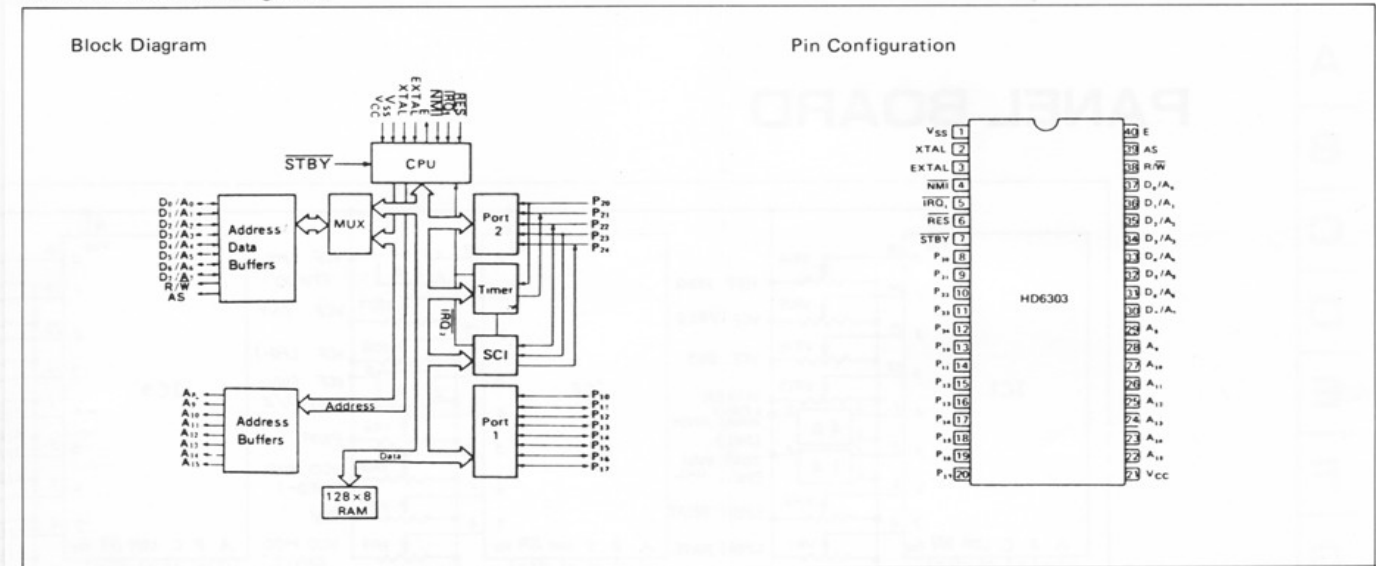 Block Diagram
Pin Configuration
VCC
VSS
XTAL
EXTAL
E
NMI
IRQ₁
RES
STBY
CPU
D₀/A₀
D₁/A₁
D₂/A₂
D₃/A₃
D₄/A₄
D₅/A₅
D₆/A₆
D₇/A₇
R/W
AS
Address
Data
Buffers
MUX
Port
2
P₂₀
P₂₁
P₂₂
P₂₃
P₂₄
Timer
IRQ₂
SCI
A₈
A₉
A₁₀
A₁₁
A₁₂
A₁₃
A₁₄
A₁₅
Address
Buffers
Address
Data
Port
1
P₁₀
P₁₁
P₁₂
P₁₃
P₁₄
P₁₅
P₁₆
P₁₇
128×8
RAM
VSS 1
XTAL 2
EXTAL 3
NMI 4
IRQ₁ 5
RES 6
STBY 7
P₂₀ 8
P₂₁ 9
P₂₂ 10
P₂₃ 11
P₂₄ 12
P₁₀ 13
P₁₁ 14
P₁₂ 15
P₁₃ 16
P₁₄ 17
P₁₅ 18
P₁₆ 19
P₁₇ 20
HD6303
40 E
39 AS
38 R/W
37 D₀/A₀
36 D₁/A₁
35 D₂/A₂
34 D₃/A₃
33 D₄/A₄
32 D₅/A₅
31 D₆/A₆
30 D₇/A₇
29 A₈
28 A₉
27 A₁₀
26 A₁₁
25 A₁₂
24 A₁₃
23 A₁₄
22 A₁₅
21 VCC
PANEL BOARD